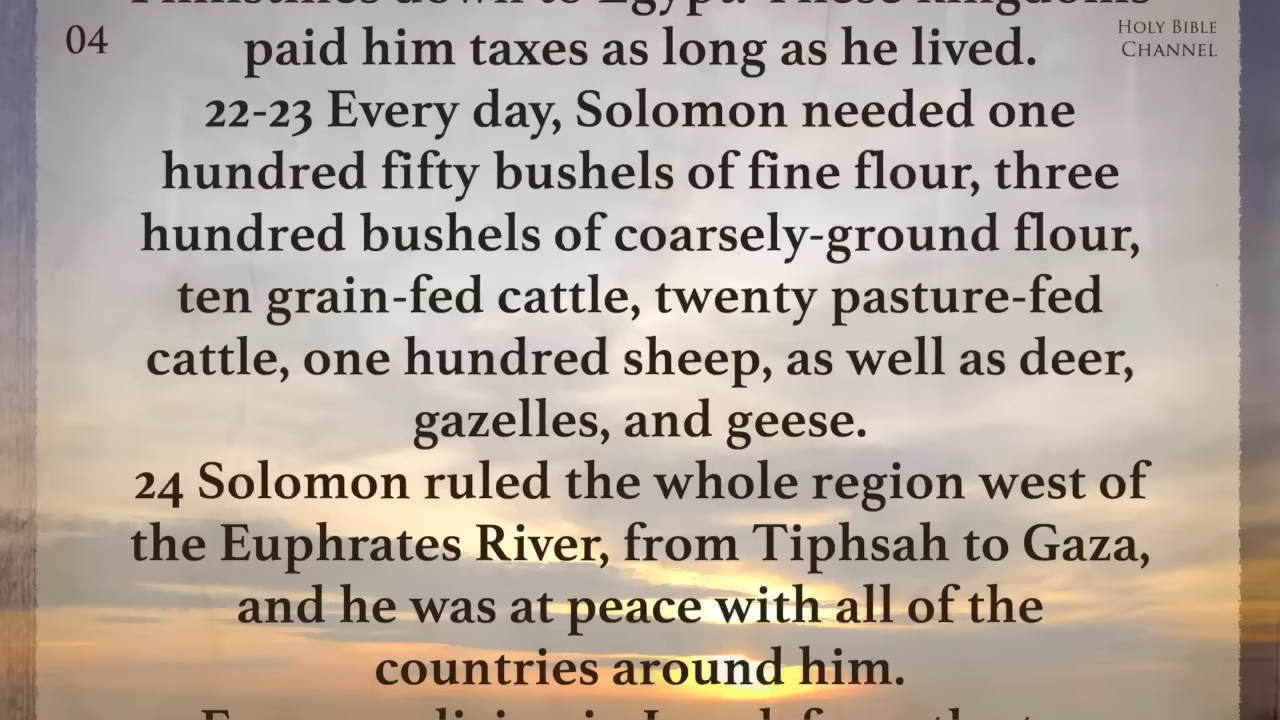 04
HOLY BIBLE
CHANNEL
paid him taxes as long as he lived.
22-23 Every day, Solomon needed one
hundred fifty bushels of fine flour, three
hundred bushels of coarsely-ground flour,
ten grain-fed cattle, twenty pasture-fed
cattle, one hundred sheep, as well as deer,
gazelles, and geese.
24 Solomon ruled the whole region west of
the Euphrates River, from Tiphsah to Gaza,
and he was at peace with all of the
countries around him.